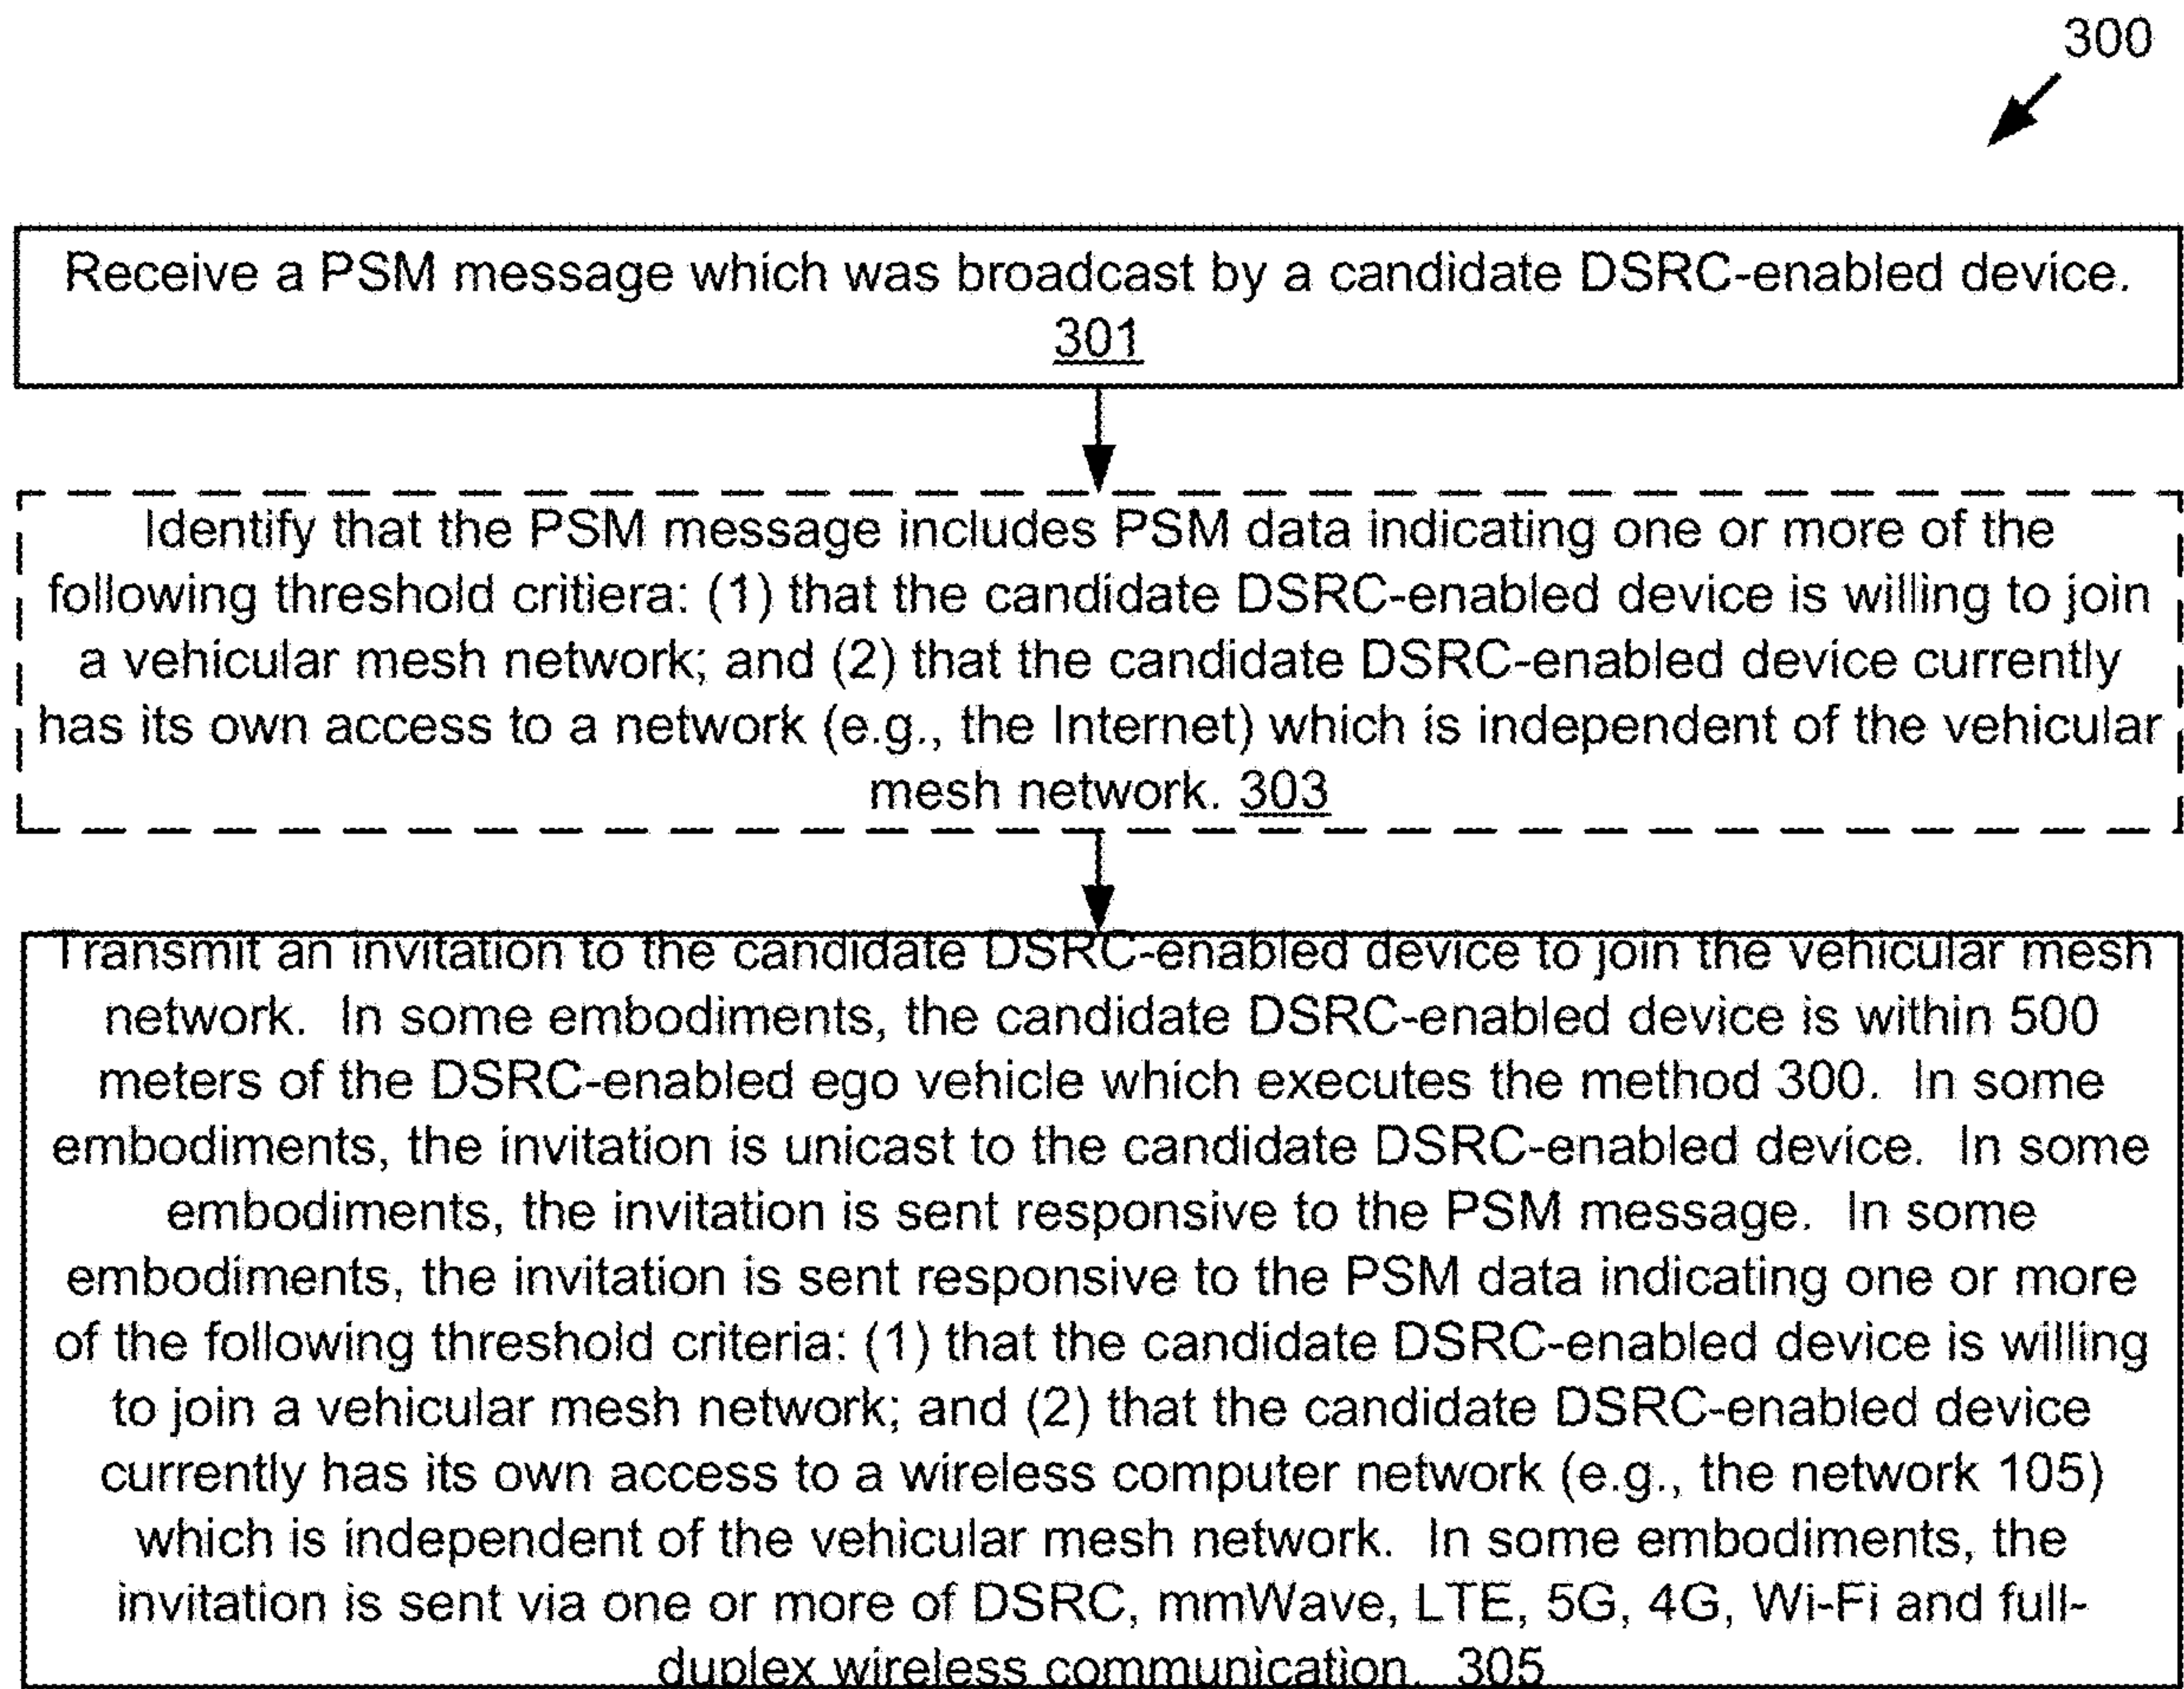 300
Receive a PSM message which was broadcast by a candidate DSRC-enabled device.
301
Identify that the PSM message includes PSM data indicating one or more of the
following threshold critiera: (1) that the candidate DSRC-enabled device is willing to join
a vehicular mesh network; and (2) that the candidate DSRC-enabled device currently
has its own access to a network (e.g., the Internet) which is independent of the vehicular
mesh network. 303
Transmit an invitation to the candidate DSRC-enabled device to join the vehicular mesh
network. In some embodiments, the candidate DSRC-enabled device is within 500
meters of the DSRC-enabled ego vehicle which executes the method 300. In some
embodiments, the invitation is unicast to the candidate DSRC-enabled device. In some
embodiments, the invitation is sent responsive to the PSM message. In some
embodiments, the invitation is sent responsive to the PSM data indicating one or more
of the following threshold criteria: (1) that the candidate DSRC-enabled device is willing
to join a vehicular mesh network; and (2) that the candidate DSRC-enabled device
currently has its own access to a wireless computer network (e.g., the network 105)
which is independent of the vehicular mesh network. In some embodiments, the
invitation is sent via one or more of DSRC, mmWave, LTE, 5G, 4G, Wi-Fi and full-
duplex wireless communication. 305